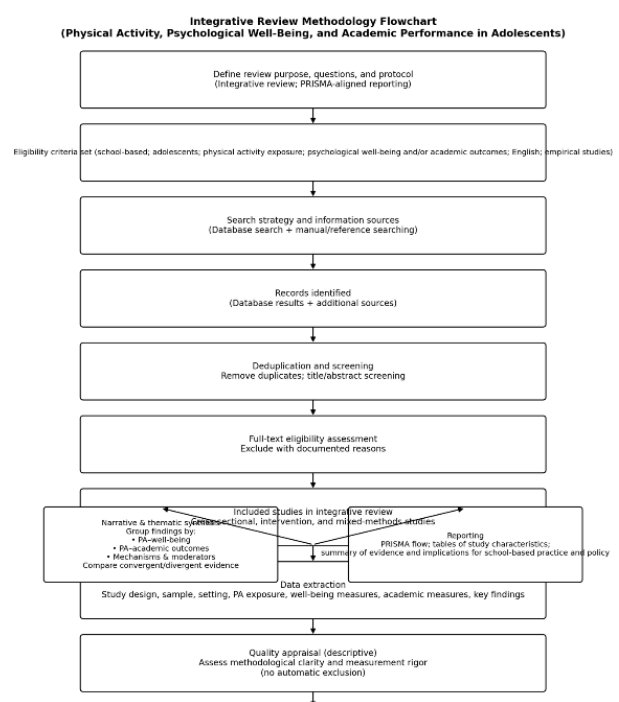 Integrative Review Methodology Flowchart
(Physical Activity, Psychological Well-Being, and Academic Performance in Adolescents)
Define review purpose, questions, and protocol
(Integrative review; PRISMA-aligned reporting)
Eligibility criteria set (school-based; adolescents; physical activity exposure; psychological well-being and/or academic outcomes; English; empirical studies)
Search strategy and information sources
(Database search + manual/reference searching)
Records identified
(Database results + additional sources)
Deduplication and screening
Remove duplicates; title/abstract screening
Full-text eligibility assessment
Exclude with documented reasons
Included studies in integrative review
Cross-sectional, intervention, and mixed-methods studies
Narrative & thematic synthesis
Group findings by:
• PA–well-being
• PA–academic outcomes
• Mechanisms & moderators
Compare convergent/divergent evidence
Reporting
PRISMA flow; tables of study characteristics;
summary of evidence and implications for school-based practice and policy
Data extraction
Study design, sample, setting, PA exposure, well-being measures, academic measures, key findings
Quality appraisal (descriptive)
Assess methodological clarity and measurement rigor
(no automatic exclusion)